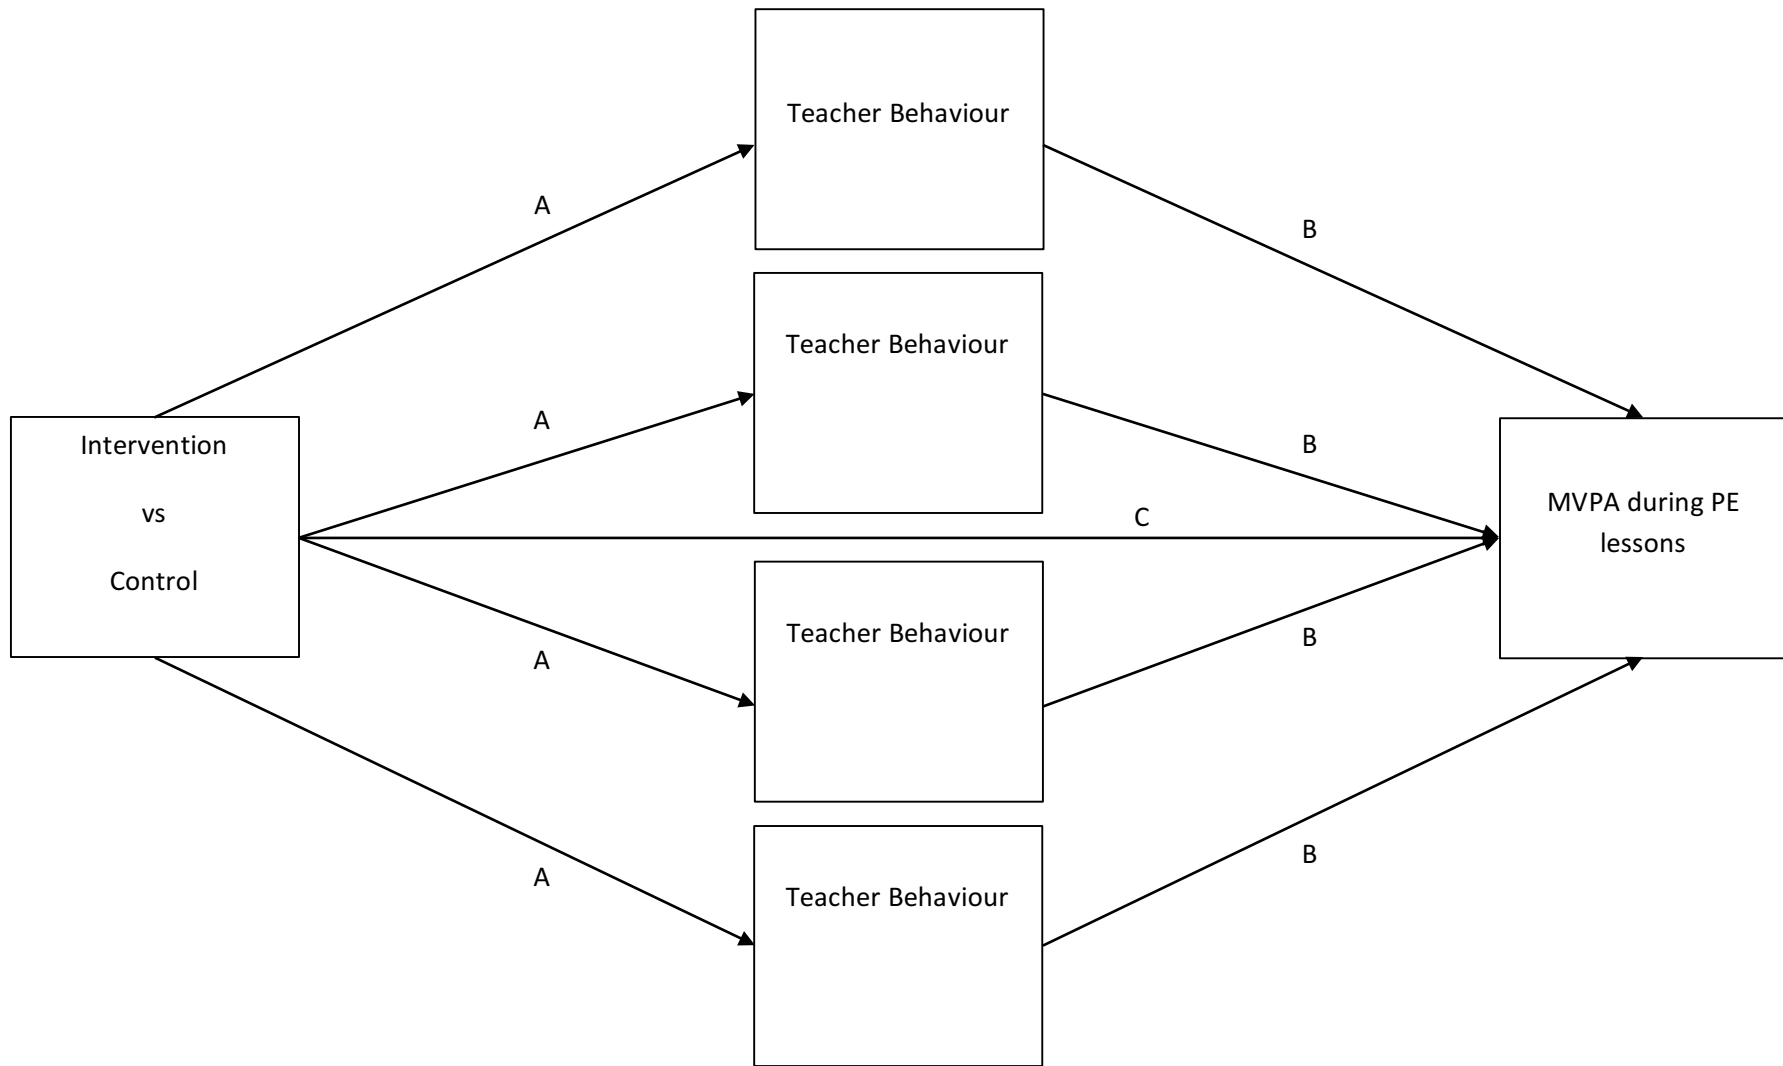 Teacher Behaviour
A
B
Teacher Behaviour
A
B
Intervention
vs
Control
C
MVPA during PE
lessons
Teacher Behaviour
A
B
Teacher Behaviour
A
B